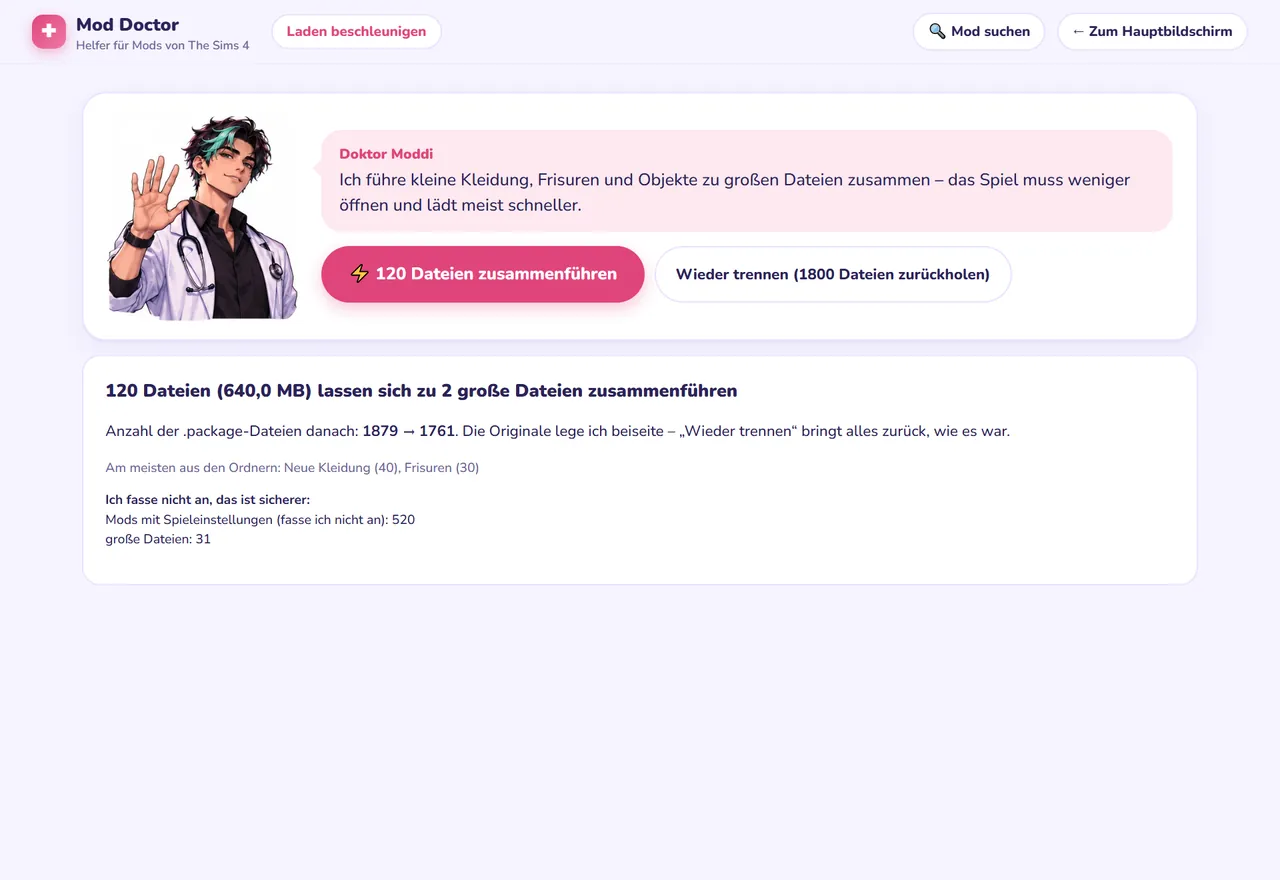 Mod Doctor
Helfer für Mods von The Sims 4
Laden beschleunigen
🔍 Mod suchen
← Zum Hauptbildschirm
Doktor Moddi
Ich führe kleine Kleidung, Frisuren und Objekte zu großen Dateien zusammen – das Spiel muss weniger
öffnen und lädt meist schneller.
⚡ 120 Dateien zusammenführen
Wieder trennen (1800 Dateien zurückholen)
120 Dateien (640,0 MB) lassen sich zu 2 große Dateien zusammenführen
Anzahl der .package-Dateien danach: 1879 → 1761. Die Originale lege ich beiseite – „Wieder trennen“ bringt alles zurück, wie es war.
Am meisten aus den Ordnern: Neue Kleidung (40), Frisuren (30)
Ich fasse nicht an, das ist sicherer:
Mods mit Spieleinstellungen (fasse ich nicht an): 520
große Dateien: 31